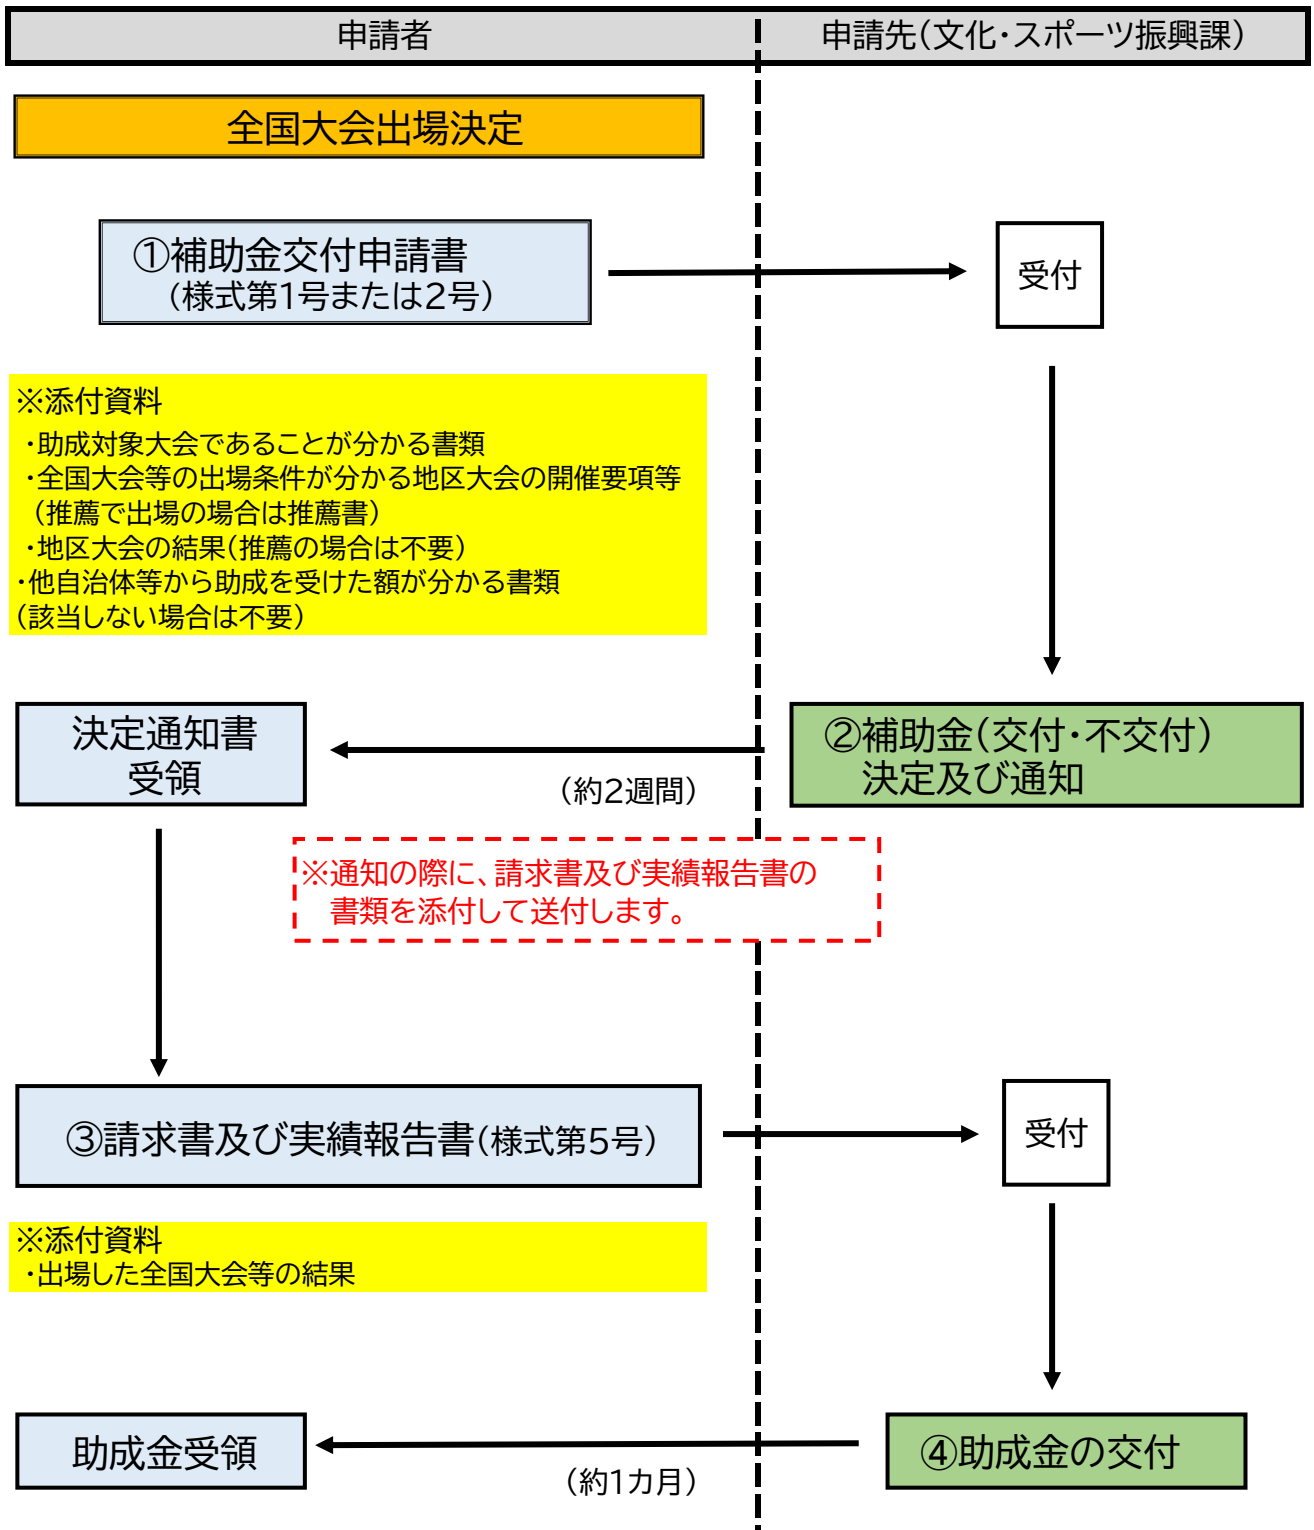 申請者
申請先（文化・スポーツ振興課）
全国大会出場決定
①補助金交付申請書
（様式第1号または2号）
受付
※添付資料
・助成対象大会であることが分かる書類
・全国大会等の出場条件が分かる地区大会の開催要項等
（推薦で出場の場合は推薦書）
・地区大会の結果（推薦の場合は不要）
・他自治体等から助成を受けた額が分かる書類
（該当しない場合は不要）
決定通知書
受領
（約2週間）
②補助金（交付・不交付）
決定及び通知
※通知の際に、請求書及び実績報告書の
書類を添付して送付します。
③請求書及び実績報告書（様式第5号）
受付
※添付資料
・出場した全国大会等の結果
助成金受領
（約1カ月）
④助成金の交付